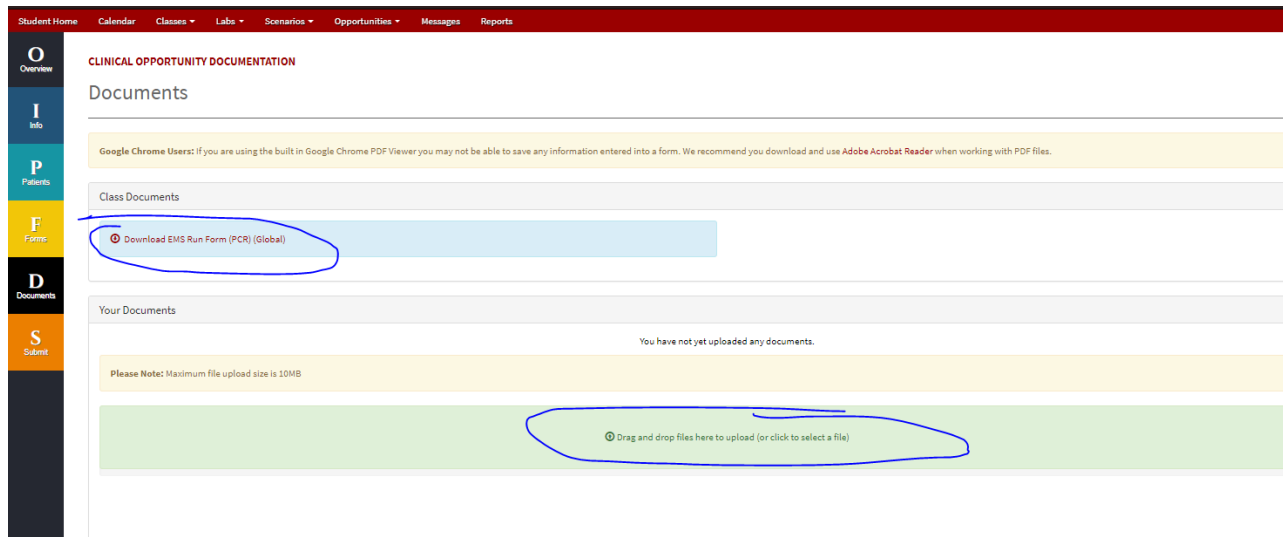 Student Home Calendar Classes Labs Scenarios Opportunities Messages Reports
O
Overview
I
Info
P
Patients
F
Forms
D
Documents
S
Submit
CLINICAL OPPORTUNITY DOCUMENTATION
Documents
Google Chrome Users: If you are using the built in Google Chrome PDF Viewer you may not be able to save any information entered into a form. We recommend you download and use Adobe Acrobat Reader when working with PDF files.
Class Documents
Download EMS Run Form (PCR) (Global)
Your Documents
You have not yet uploaded any documents.
Please Note: Maximum file upload size is 10MB
Drag and drop files here to upload (or click to select a file)